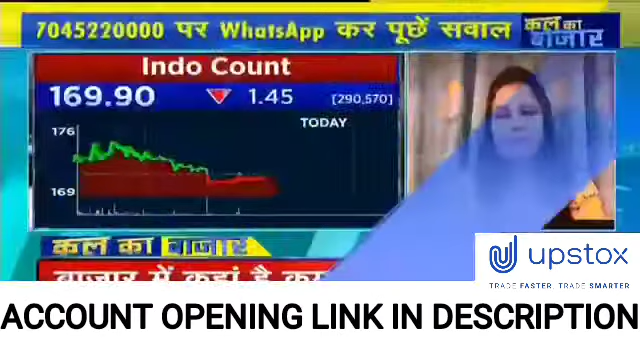 7045220000 पर WhatsApp कर पूछें सवाल
कल का
बाज़ार
Indo Count
169.90 1.45 [290,570]
TODAY
176
169
कल का बाज़ार
बाज़ार में कहां है
upstox
TRADE FASTER. TRADE SMARTER
ACCOUNT OPENING LINK IN DESCRIPTION